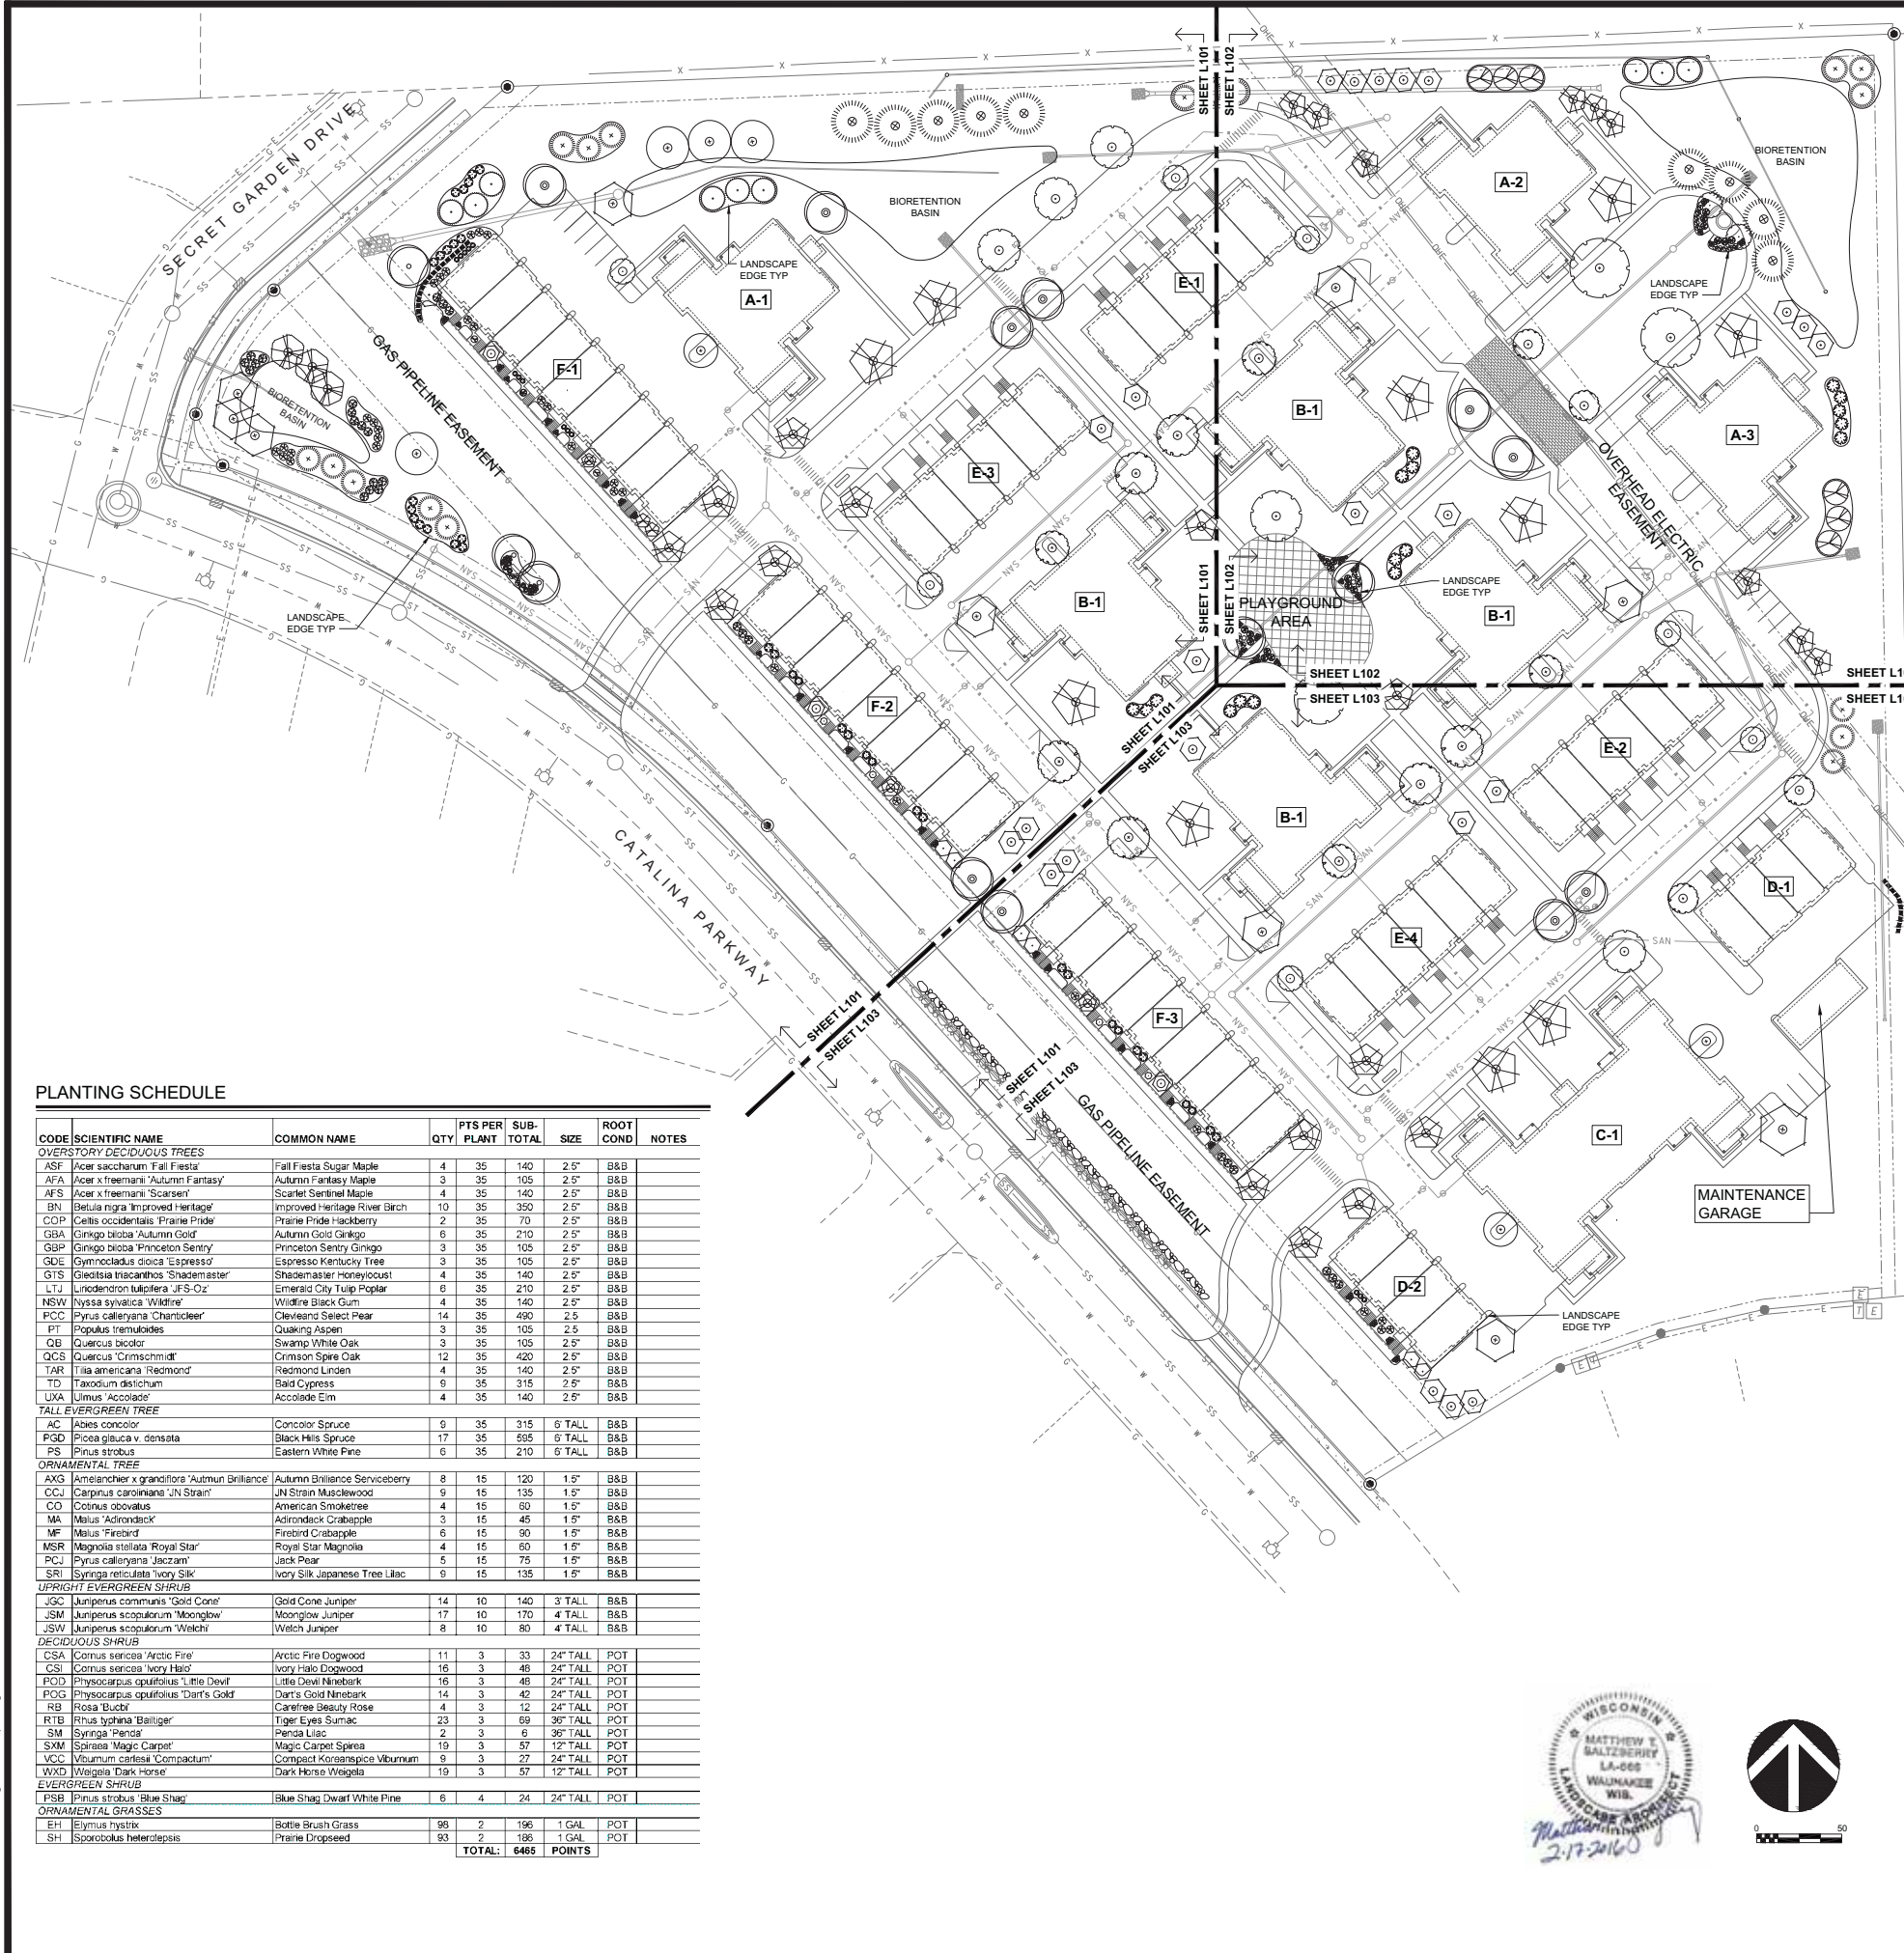 SECRET GARDEN DRIVE
SHEET L101
SHEET L102
BIORETENTION
BASIN
A-2
BIORETENTION
BASIN
LANDSCAPE
EDGE TYP
A-1
E-1
LANDSCAPE
EDGE TYP
GAS PIPELINE EASEMENT
F-1
BIORETENTION
BASIN
B-1
A-3
E-3
OVERHEAD ELECTRIC
EASEMENT
LANDSCAPE
EDGE TYP
B-1
SHEET L101
SHEET L102
PLAYGROUND
AREA
LANDSCAPE
EDGE TYP
B-1
SHEET L102
SHEET L103
SHEET L1
SHEET L1
F-2
SHEET L101
SHEET L103
E-2
B-1
CATALINA PARKWAY
D-1
E-4
SHEET L101
SHEET L103
F-3
SHEET L101
SHEET L103
GAS PIPELINE EASEMENT
C-1
MAINTENANCE
GARAGE
D-2
LANDSCAPE
EDGE TYP
PLANTING SCHEDULE
CODE SCIENTIFIC NAME COMMON NAME QTY PTS PER PLANT SUB-TOTAL SIZE ROOT COND NOTES
OVERSTORY DECIDUOUS TREES
ASF Acer saccharum 'Fall Fiesta' Fall Fiesta Sugar Maple 4 35 140 2.5" B&B
AFA Acer x freemanii 'Autumn Fantasy' Autumn Fantasy Maple 3 35 105 2.5" B&B
AFS Acer x freemanii 'Scarsen' Scarlet Sentinel Maple 4 35 140 2.5" B&B
BN Betula nigra 'Improved Heritage' Improved Heritage River Birch 10 35 350 2.5" B&B
COP Celtis occidentalis 'Prairie Pride' Prairie Pride Hackberry 2 35 70 2.5" B&B
GBA Ginkgo biloba 'Autumn Gold' Autumn Gold Ginkgo 6 35 210 2.5" B&B
GBP Ginkgo biloba 'Princeton Sentry' Princeton Sentry Ginkgo 3 35 105 2.5" B&B
GDE Gymnocladus dioica 'Espresso' Espresso Kentucky Tree 3 35 105 2.5" B&B
GTS Gleditsia triacanthos 'Shademaster' Shademaster Honeylocust 4 35 140 2.5" B&B
LTJ Liriodendron tulipifera 'JFS-Oz' Emerald City Tulip Poplar 6 35 210 2.5" B&B
NSW Nyssa sylvatica 'Wildfire' Wildfire Black Gum 4 35 140 2.5" B&B
PCC Pyrus calleryana 'Chanticleer' Clevleand Select Pear 14 35 490 2.5 B&B
PT Populus tremuloides Quaking Aspen 3 35 105 2.5 B&B
QB Quercus bicolor Swamp White Oak 3 35 105 2.5" B&B
QCS Quercus 'Crimschmidt' Crimson Spire Oak 12 35 420 2.5" B&B
TAR Tilia americana 'Redmond' Redmond Linden 4 35 140 2.5" B&B
TD Taxodium distichum Bald Cypress 9 35 315 2.5" B&B
UXA Ulmus 'Accolade' Accolade Elm 4 35 140 2.5" B&B
TALL EVERGREEN TREE
AC Abies concolor Concolor Spruce 9 35 315 6' TALL B&B
PGD Picea glauca v. densata Black Hills Spruce 17 35 595 6' TALL B&B
PS Pinus strobus Eastern White Pine 6 35 210 6' TALL B&B
ORNAMENTAL TREE
AXG Amelanchier x grandiflora 'Autmun Brilliance' Autumn Brilliance Serviceberry 8 15 120 1.5" B&B
CCJ Carpinus caroliniana 'JN Strain' JN Strain Musclewood 9 15 135 1.5" B&B
CO Cotinus obovatus American Smoketree 4 15 60 1.5" B&B
MA Malus 'Adirondack' Adirondack Crabapple 3 15 45 1.5" B&B
MF Malus 'Firebird' Firebird Crabapple 6 15 90 1.5" B&B
MSR Magnolia stellata 'Royal Star' Royal Star Magnolia 4 15 60 1.5" B&B
PCJ Pyrus calleryana 'Jaczam' Jack Pear 5 15 75 1.5" B&B
SRI Syringa reticulata 'Ivory Silk' Ivory Silk Japanese Tree Lilac 9 15 135 1.5" B&B
UPRIGHT EVERGREEN SHRUB
JGC Juniperus communis 'Gold Cone' Gold Cone Juniper 14 10 140 3' TALL B&B
JSM Juniperus scopulorum 'Moonglow' Moonglow Juniper 17 10 170 4' TALL B&B
JSW Juniperus scopulorum 'Welchi' Welch Juniper 8 10 80 4' TALL B&B
DECIDUOUS SHRUB
CSA Cornus sericea 'Arctic Fire' Arctic Fire Dogwood 11 3 33 24" TALL POT
CSI Cornus sericea 'Ivory Halo' Ivory Halo Dogwood 16 3 48 24" TALL POT
POD Physocarpus opulifolius 'Little Devil' Little Devil Ninebark 16 3 48 24" TALL POT
POG Physocarpus opulifolius 'Dart's Gold' Dart's Gold Ninebark 14 3 42 24" TALL POT
RB Rosa 'Bucbi' Carefree Beauty Rose 4 3 12 24" TALL POT
RTB Rhus typhina 'Bailtiger' Tiger Eyes Sumac 23 3 69 36" TALL POT
SM Syringa 'Penda' Penda Lilac 2 3 6 36" TALL POT
SXM Spiraea 'Magic Carpet' Magic Carpet Spirea 19 3 57 12" TALL POT
VCC Viburnum carlesii 'Compactum' Compact Koreanspice Viburnum 9 3 27 24" TALL POT
WXD Weigela 'Dark Horse' Dark Horse Weigela 19 3 57 12" TALL POT
EVERGREEN SHRUB
PSB Pinus strobus 'Blue Shag' Blue Shag Dwarf White Pine 6 4 24 24" TALL POT
ORNAMENTAL GRASSES
EH Elymus hystrix Bottle Brush Grass 98 2 196 1 GAL POT
SH Sporobolus heterolepsis Prairie Dropseed 93 2 186 1 GAL POT
TOTAL: 6465 POINTS
WISCONSIN
MATTHEW T.
SALTZBERRY
LA-666
WAUNAKEE
WIS.
LANDSCAPE ARCHITECT
2-17-2016
0 50